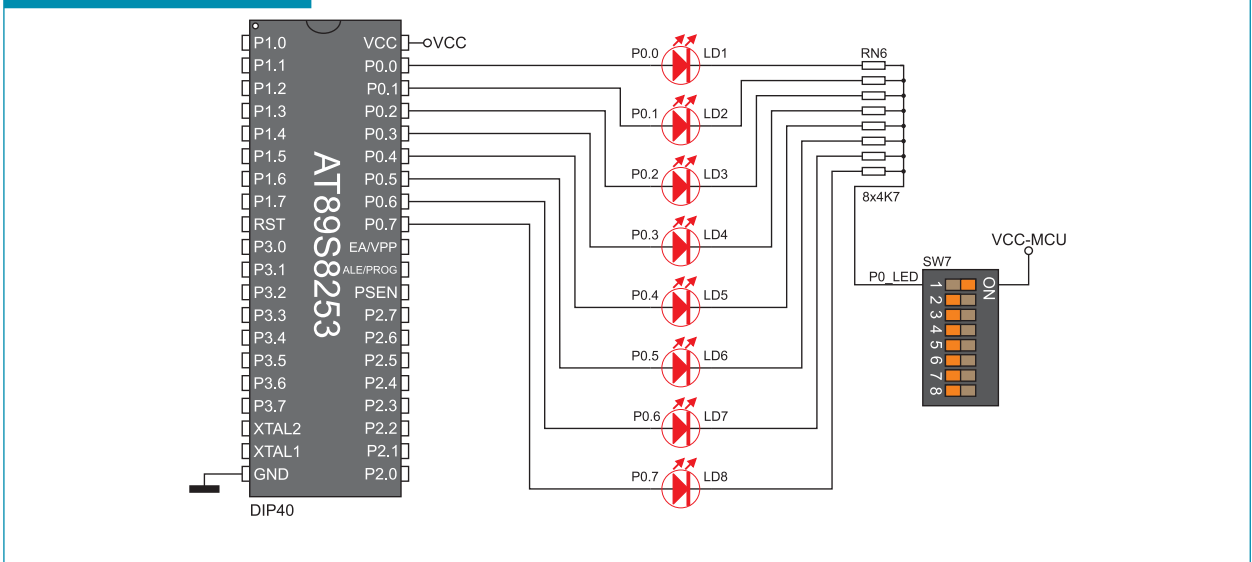 P1.0
P1.1
P1.2
P1.3
P1.4
P1.5
P1.6
P1.7
RST
P3.0
P3.1
P3.2
P3.3
P3.4
P3.5
P3.6
P3.7
XTAL2
XTAL1
GND
AT89S8253
VCC
P0.0
P0.1
P0.2
P0.3
P0.4
P0.5
P0.6
P0.7
EA/VPP
ALE/PROG
PSEN
P2.7
P2.6
P2.5
P2.4
P2.3
P2.2
P2.1
P2.0
DIP40
VCC
P0.0 LD1
P0.1 LD2
P0.2 LD3
P0.3 LD4
P0.4 LD5
P0.5 LD6
P0.6 LD7
P0.7 LD8
RN6
8x4K7
VCC-MCU
SW7
P0_LED
ON
1
2
3
4
5
6
7
8